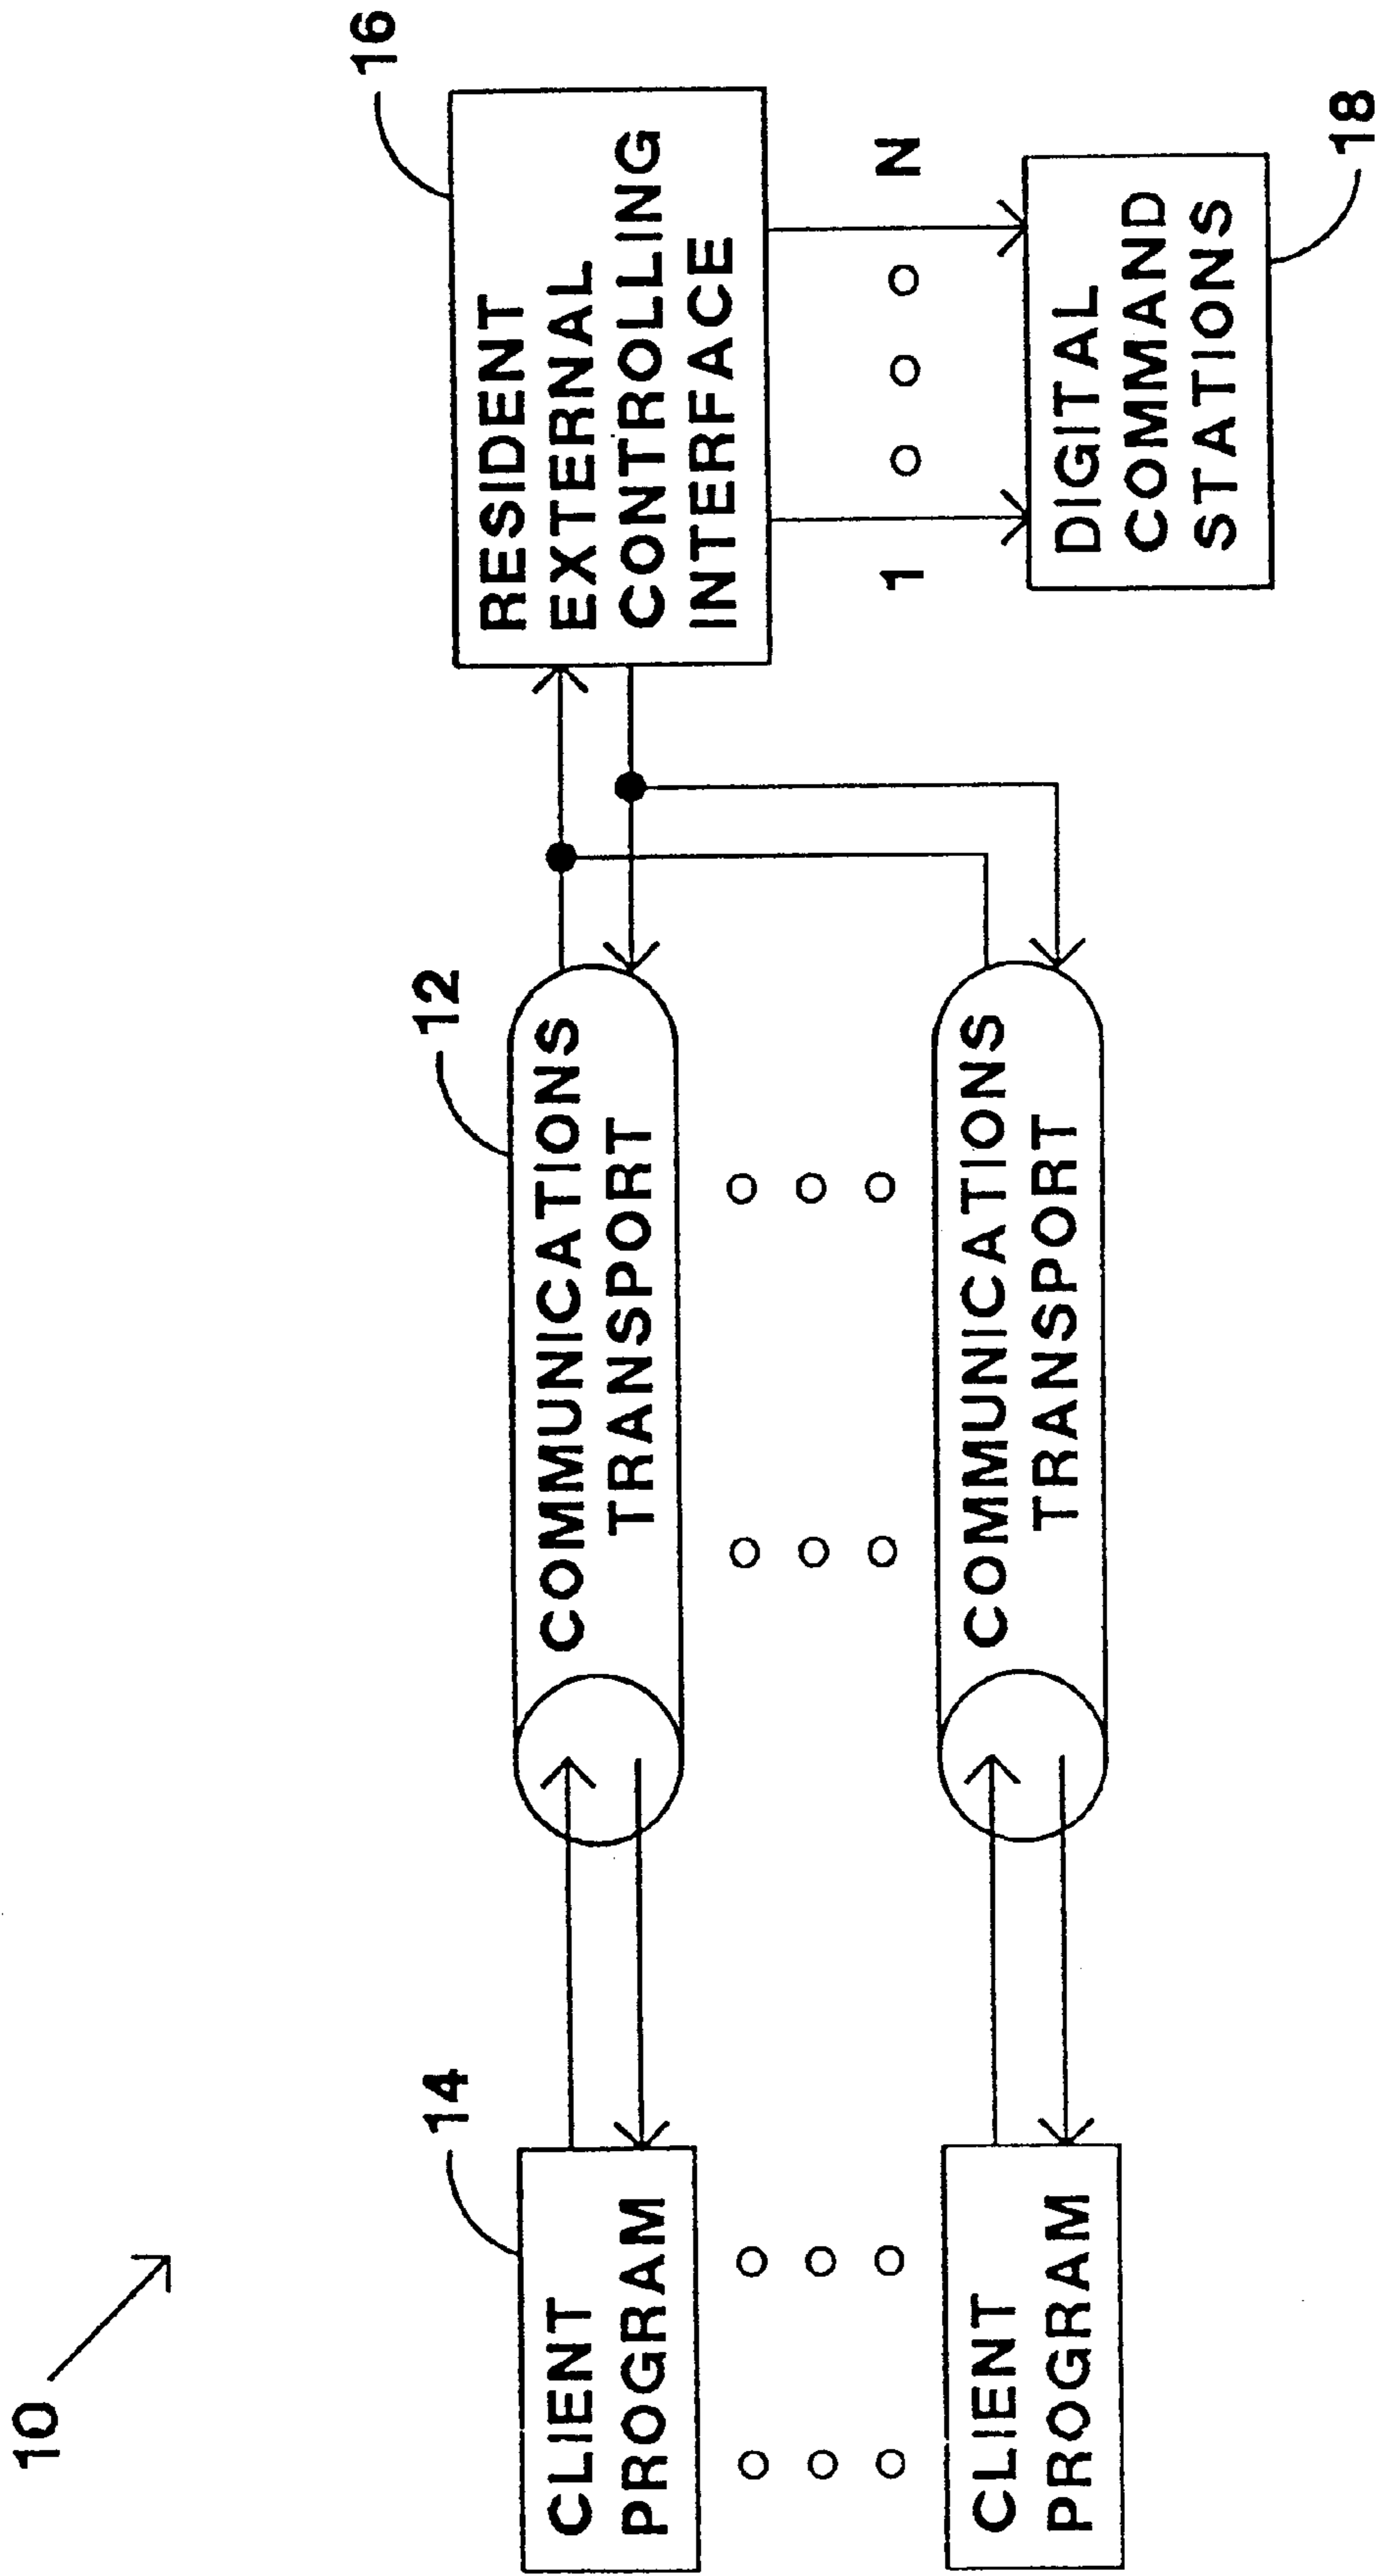 10
14
CLIENT
PROGRAM
12
COMMUNICATIONS
TRANSPORT
16
RESIDENT
EXTERNAL
CONTROLLING
INTERFACE
1
N
CLIENT
PROGRAM
COMMUNICATIONS
TRANSPORT
DIGITAL
COMMAND
STATIONS
18